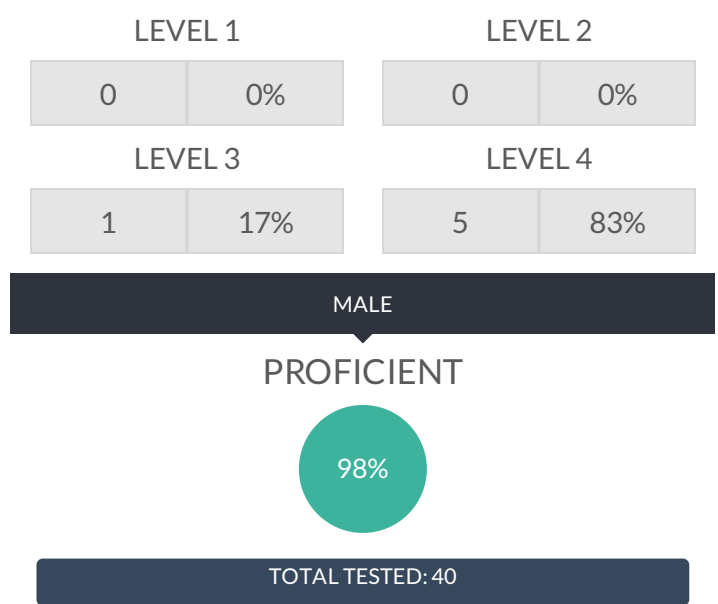 LEVEL 1 LEVEL 2
0 0% 0 0%
LEVEL 3 LEVEL 4
1 17% 5 83%
MALE
PROFICIENT
98%
TOTAL TESTED: 40